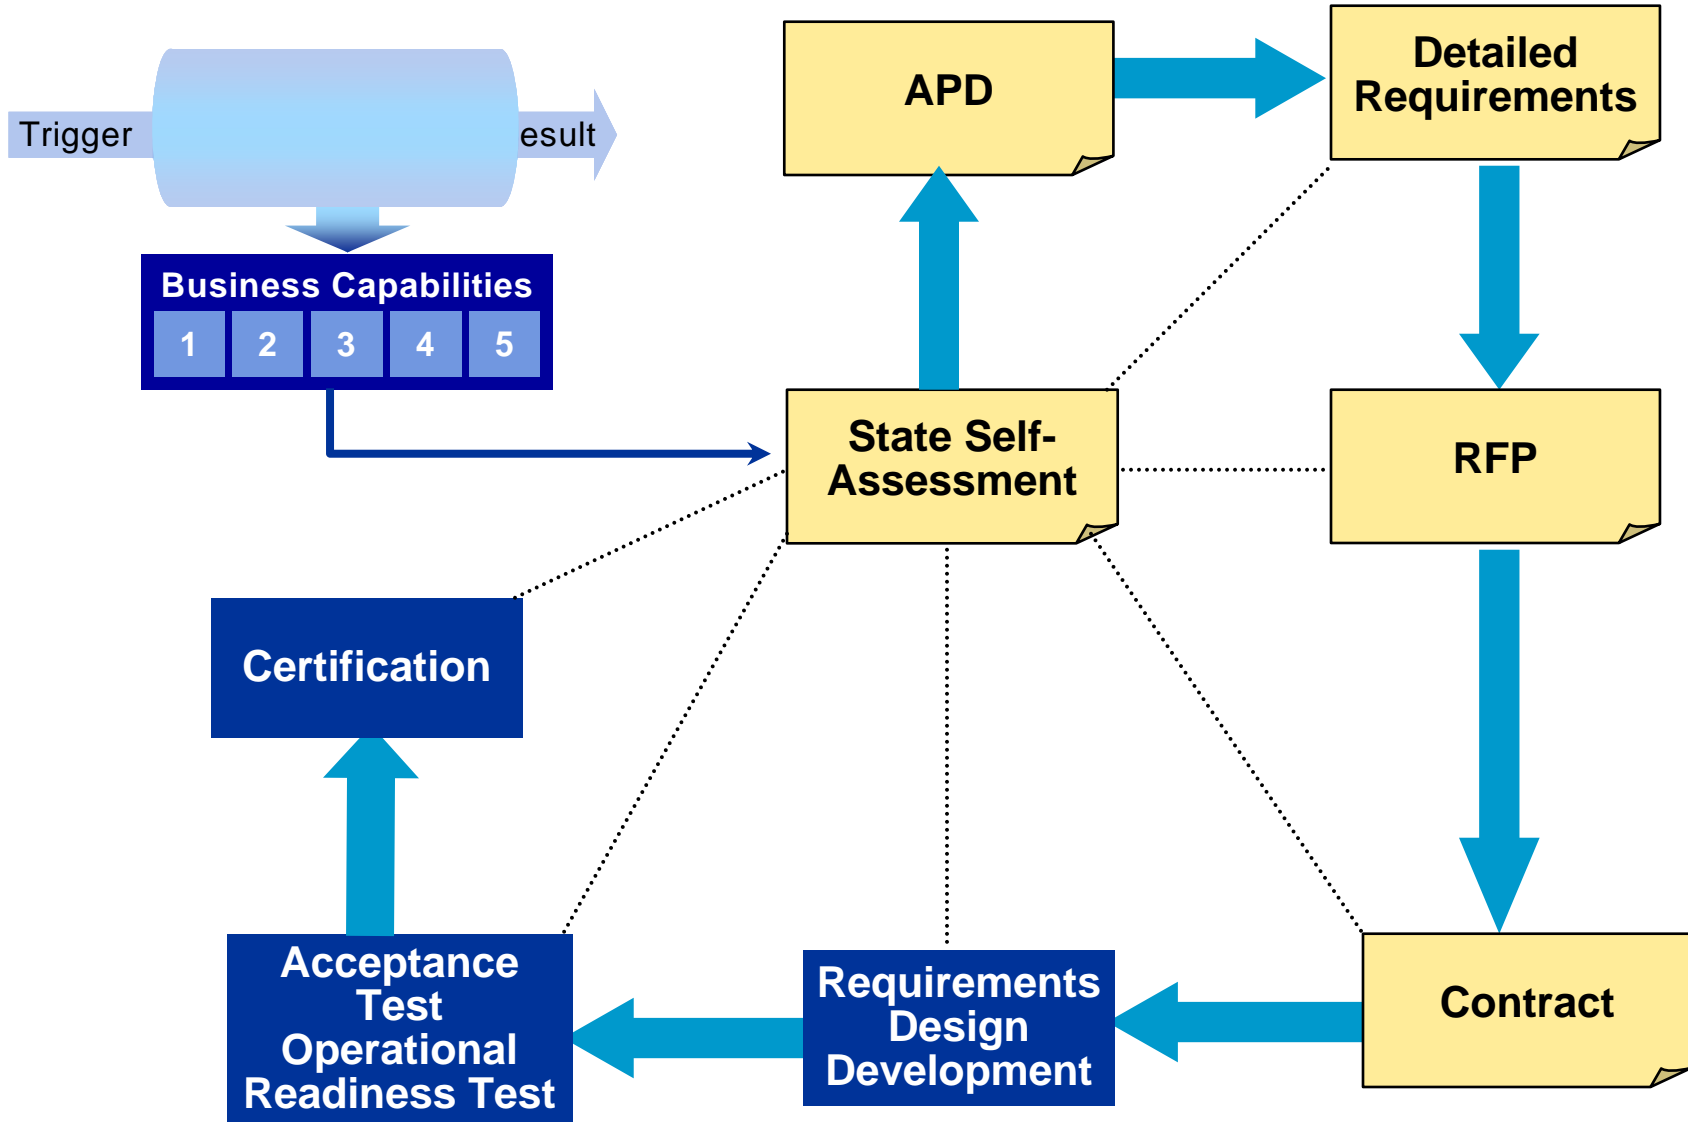 Trigger
esult
Business Capabilities
1 2 3 4 5
APD
Detailed
Requirements
State Self-
Assessment
RFP
Certification
Acceptance
Test
Operational
Readiness Test
Requirements
Design
Development
Contract